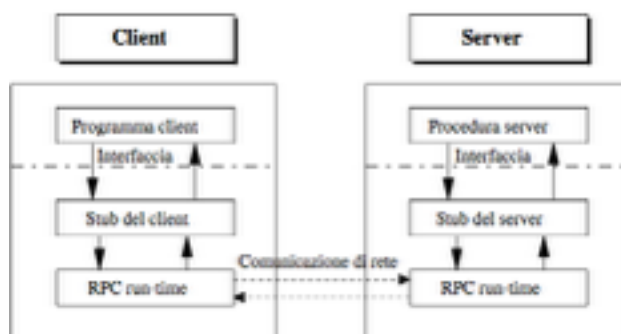 Client
Server
Programma client
Procedura server
Interfaccia
Interfaccia
Stub del client
Stub del server
Comunicazione di rete
RPC run-time
RPC run-time